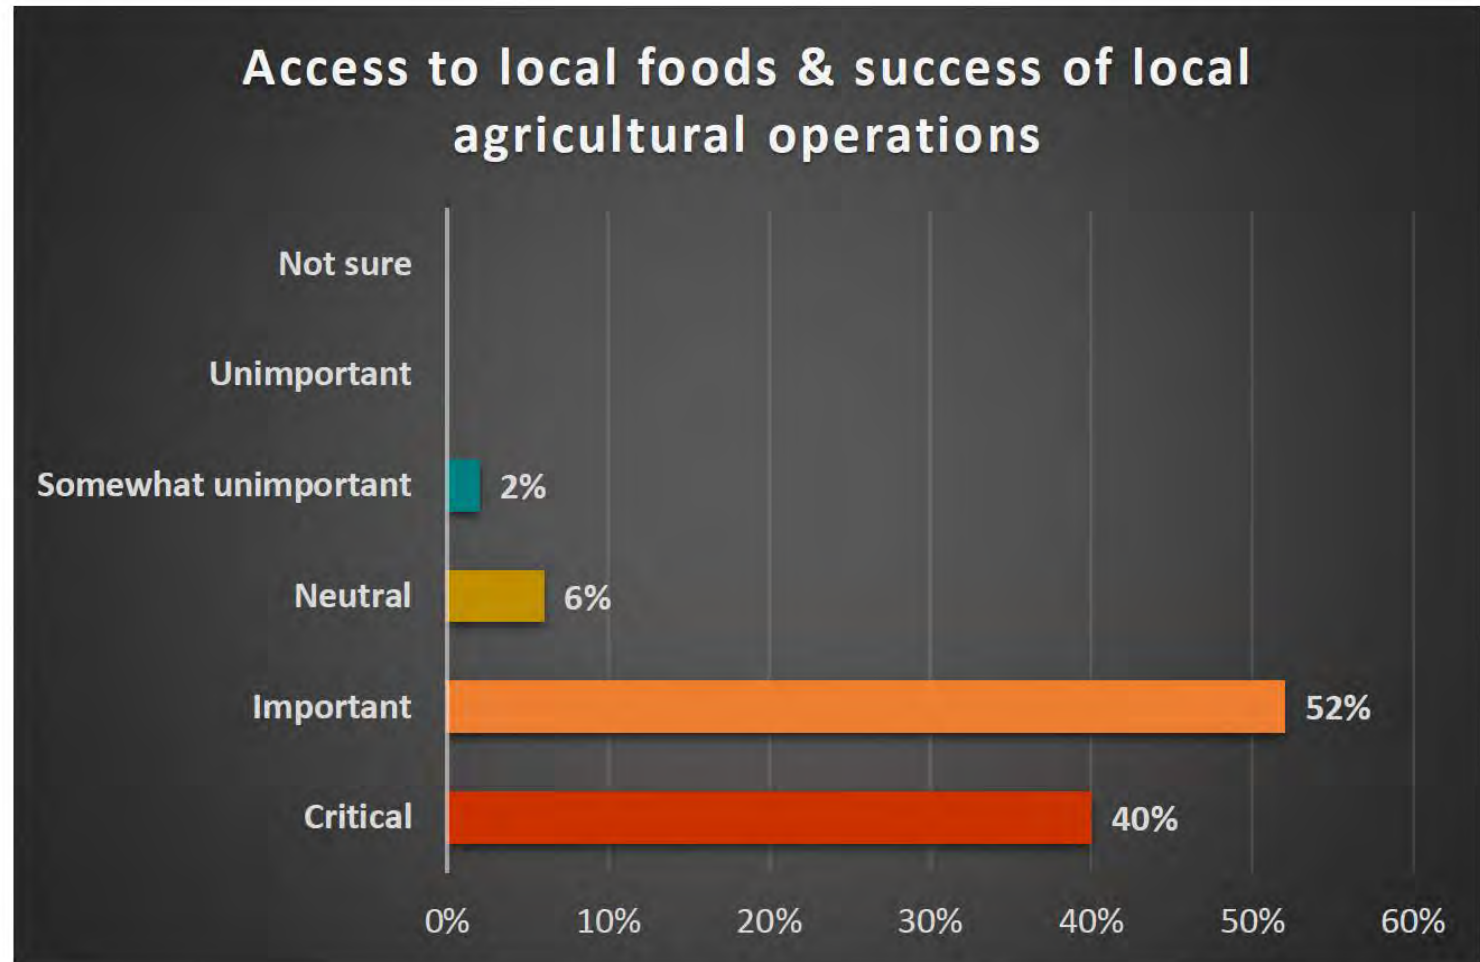 Access to local foods & success of local
agricultural operations
Not sure
Unimportant
Somewhat unimportant 2%
Neutral 6%
Important 52%
Critical 40%
0% 10% 20% 30% 40% 50% 60%